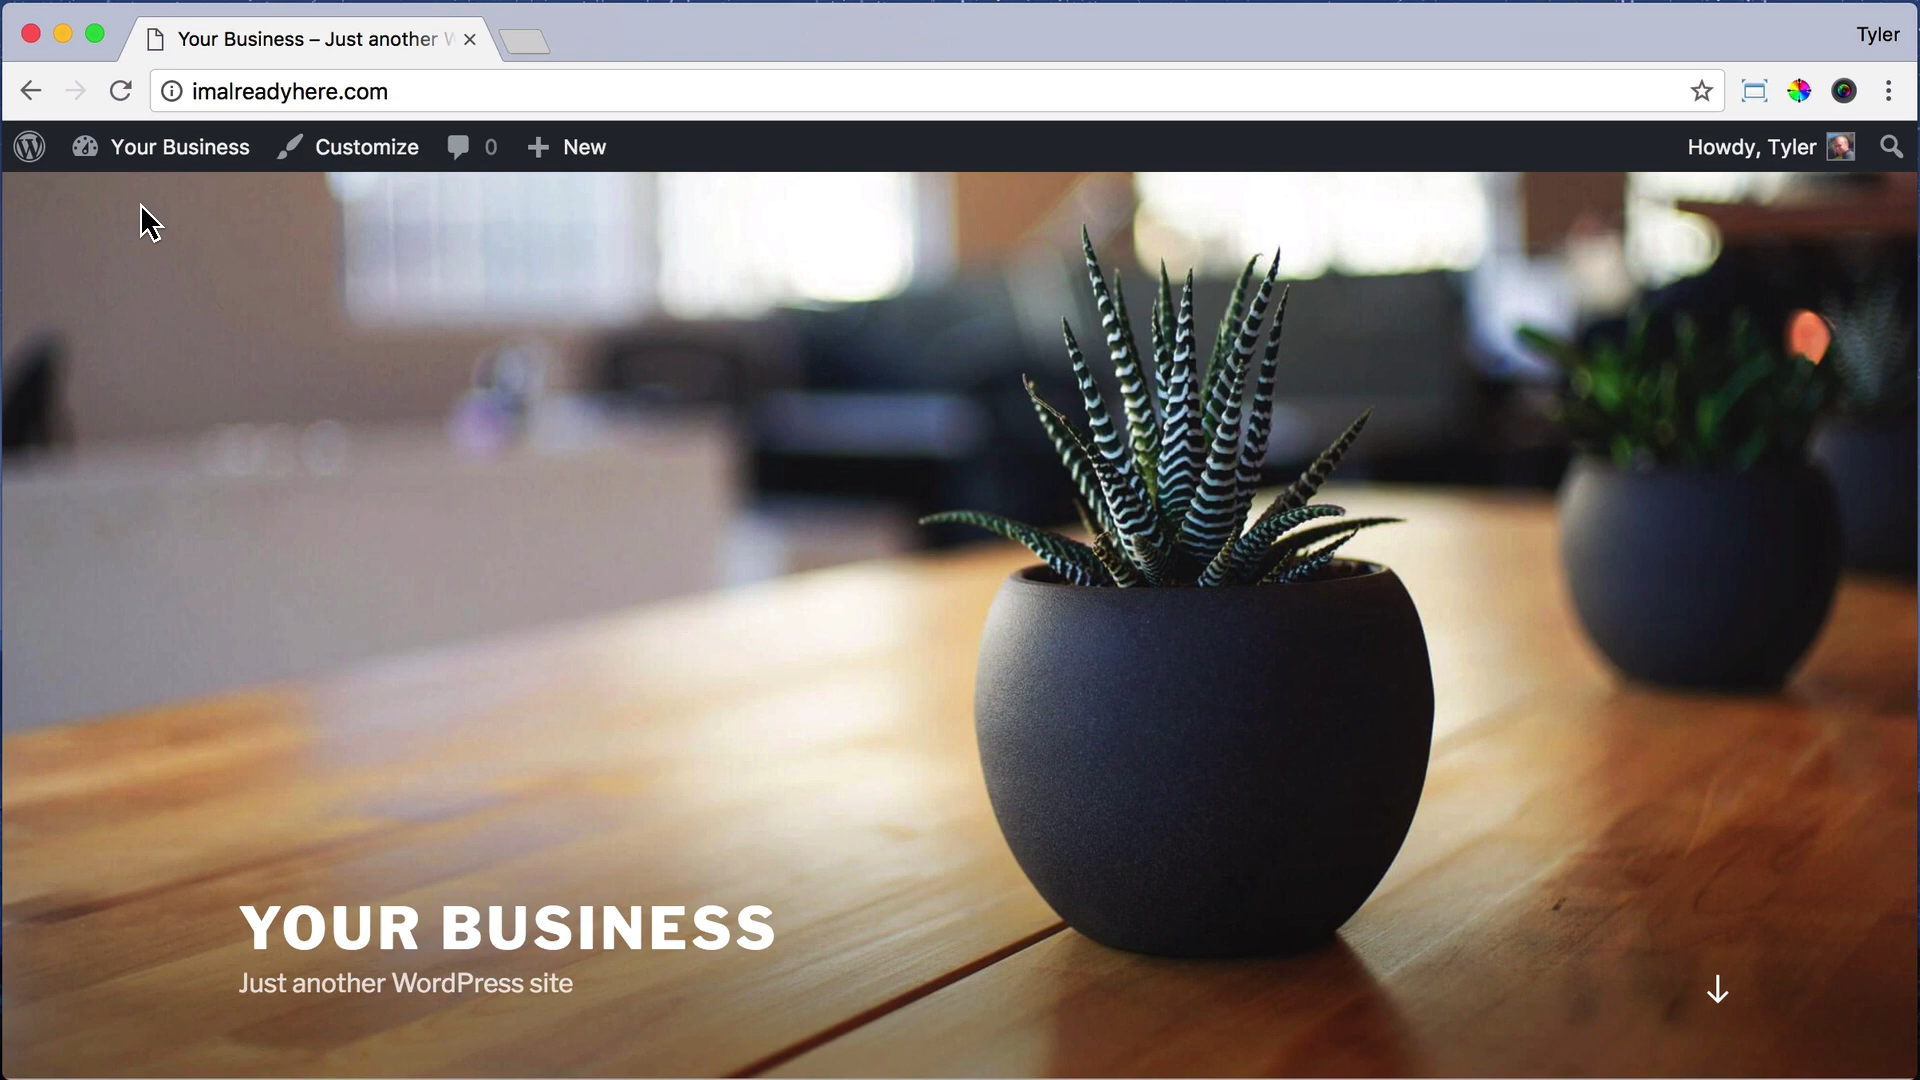 Your Business – Just another
Tyler
imalreadyhere.com
Your Business Customize 0 New Howdy, Tyler
YOUR BUSINESS
Just another WordPress site